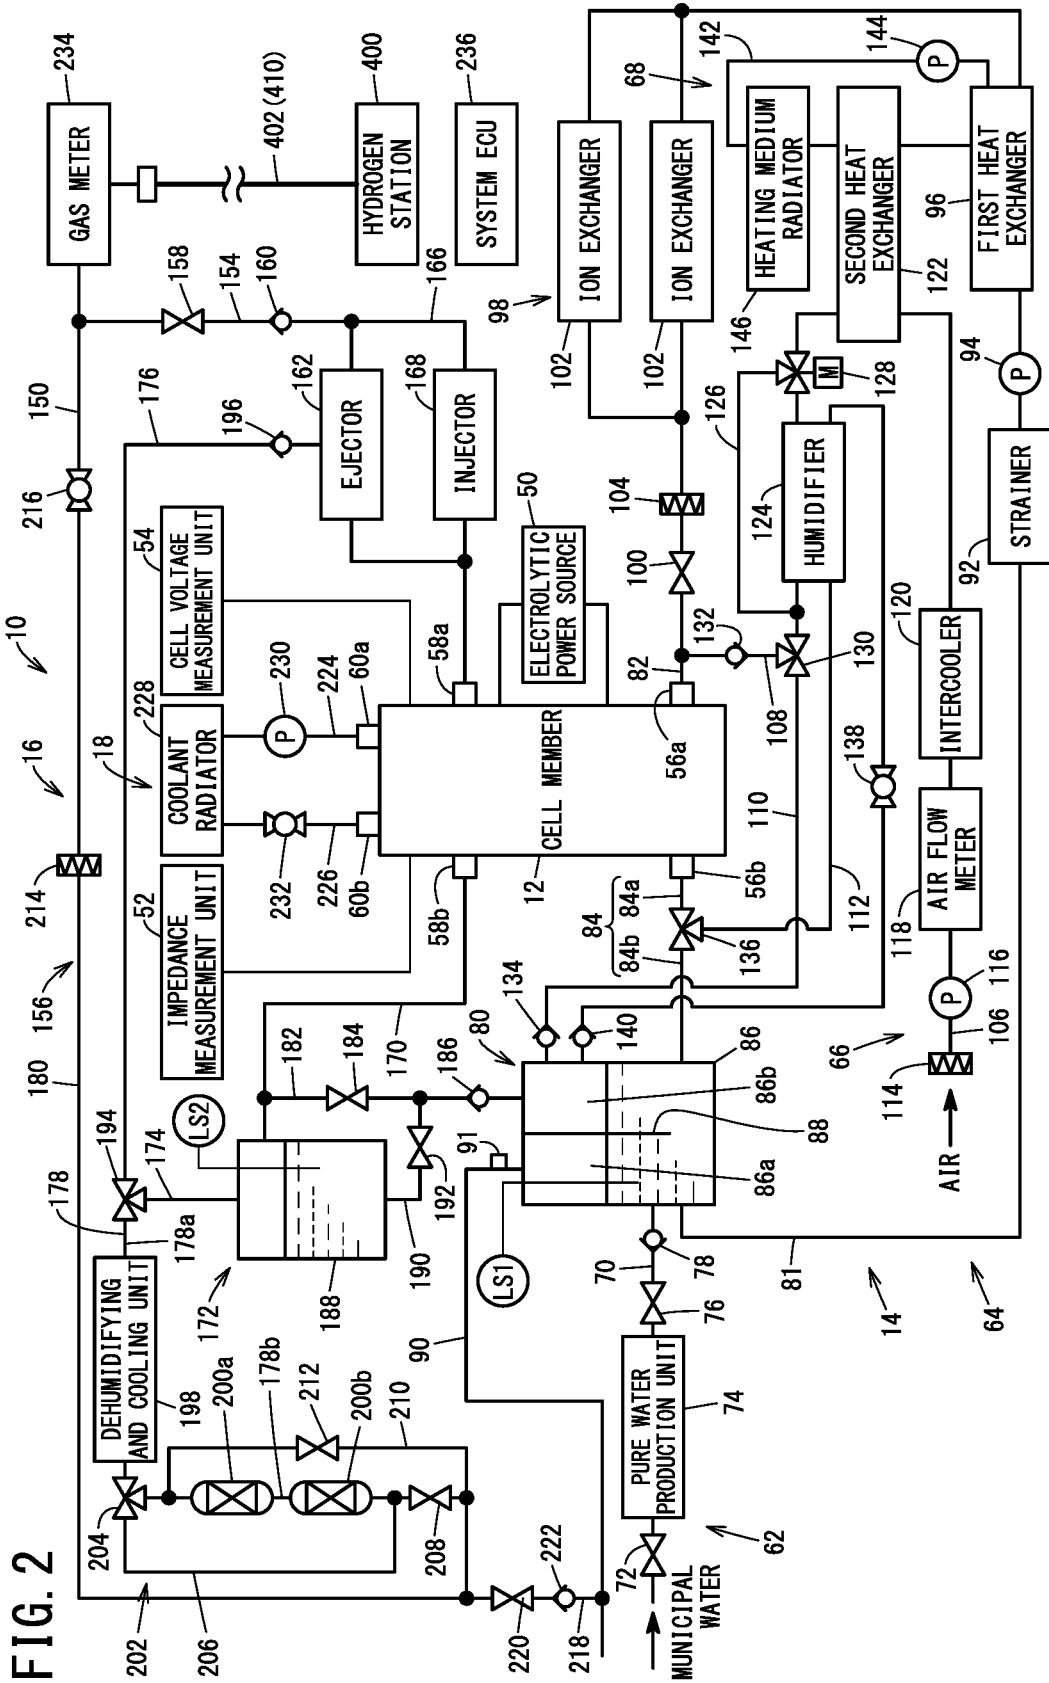 FIG. 2
10
16
18
156
180
214
216
150
176
234
GAS METER
402 (410)
400
HYDROGEN
STATION
236
SYSTEM ECU
158
154
160
166
162
EJECTOR
168
INJECTOR
196
54
CELL VOLTAGE
MEASUREMENT UNIT
228
COOLANT
RADIATOR
52
IMPEDANCE
MEASUREMENT UNIT
P
230
224
60a
232
226
60b
58a
58b
12
CELL MEMBER
50
ELECTROLYTIC
POWER SOURCE
56a
56b
82
84
84a
84b
136
194
178
174
178a
LS2
182
184
170
186
172
188
190
192
DEHUMIDIFYING
AND COOLING UNIT
198
200a
178b
200b
212
210
204
202
206
208
220
222
218
90
91
LS1
80
134
140
86
86a
86b
88
70
78
76
81
PURE WATER
PRODUCTION UNIT
74
72
62
MUNICIPAL
WATER
14
64
66
114
AIR
106
P
116
118
AIR FLOW
METER
120
INTERCOOLER
112
138
110
108
130
132
100
104
98
102
ION EXCHANGER
102
ION EXCHANGER
68
142
144
P
146
HEATING MEDIUM
RADIATOR
122
SECOND HEAT
EXCHANGER
96
FIRST HEAT
EXCHANGER
94
P
92
STRAINER
124
HUMIDIFIER
126
M
128